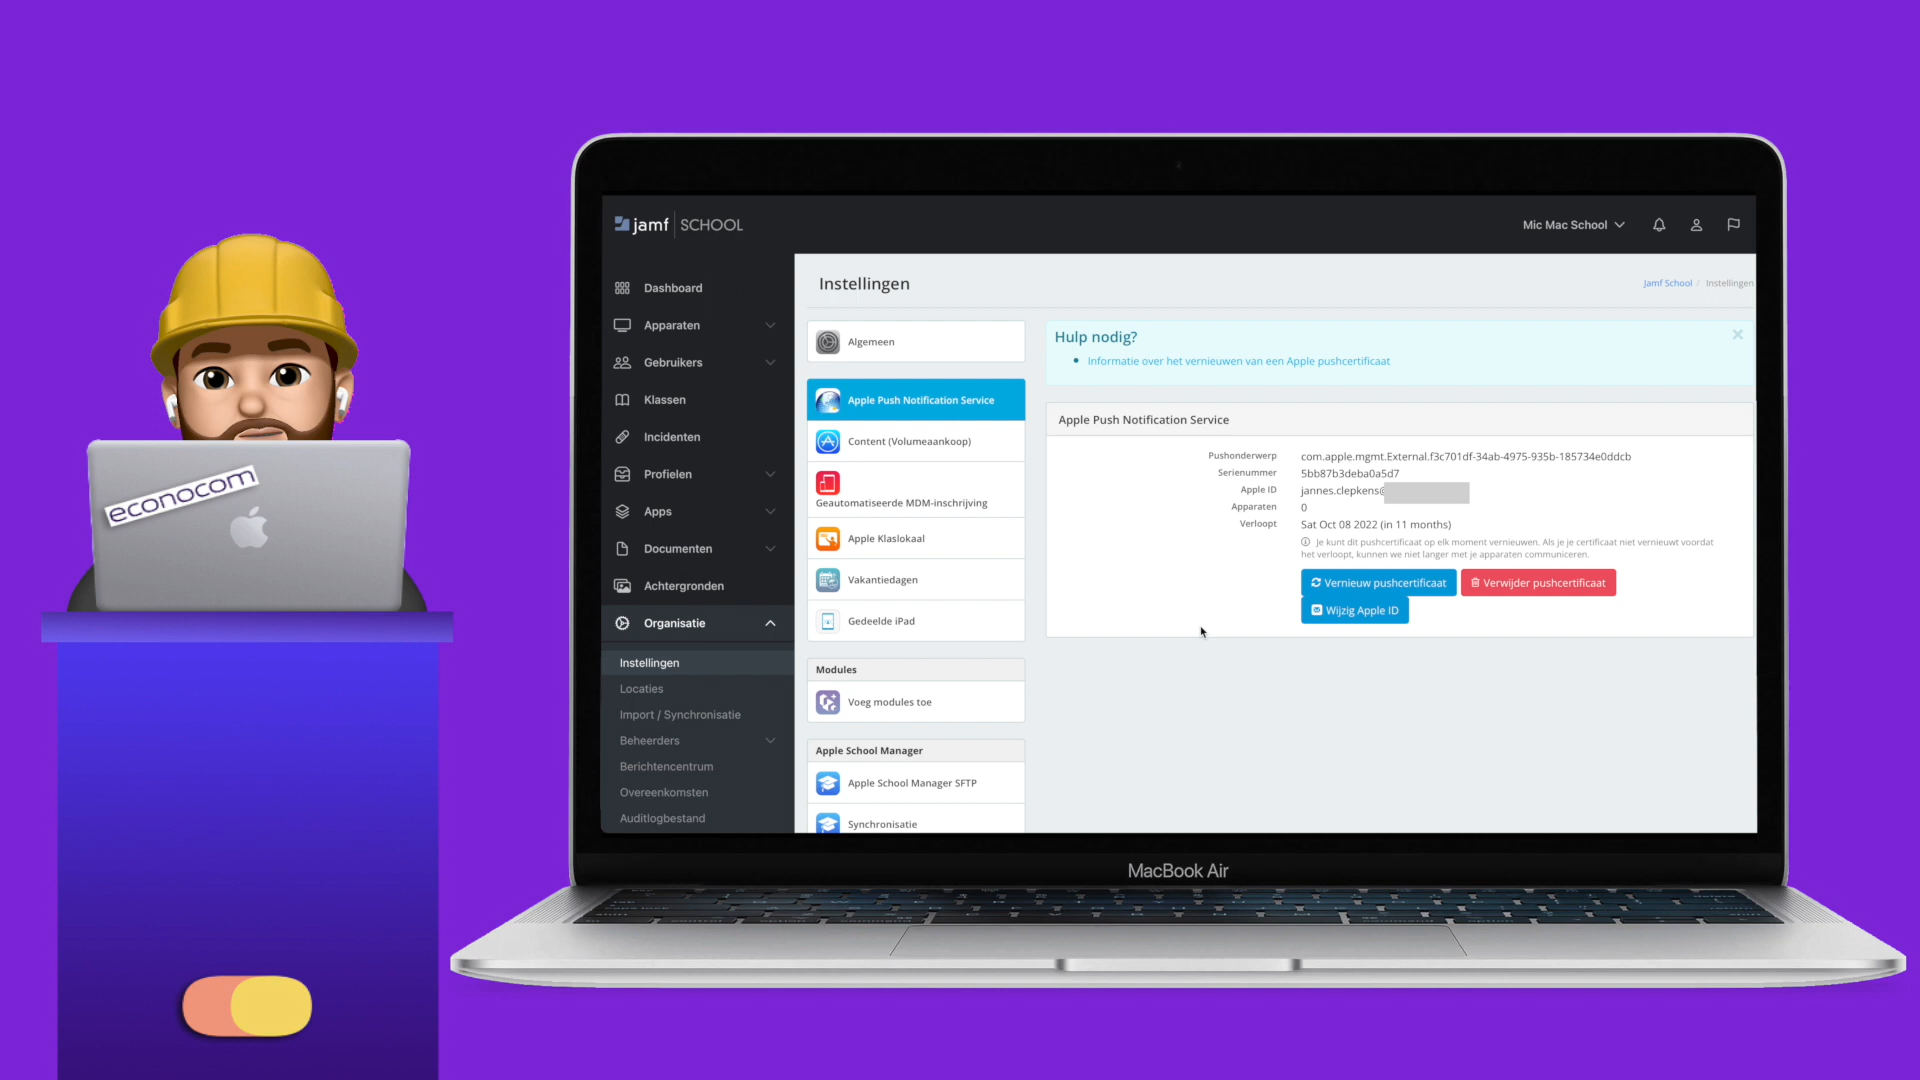 jamf SCHOOL
Mic Mac School
Dashboard
Apparaten
Gebruikers
Klassen
Incidenten
Profielen
Apps
Documenten
Achtergronden
Organisatie
Instellingen
Locaties
Import / Synchronisatie
Beheerders
Berichtencentrum
Overeenkomsten
Auditlogbestand
Instellingen
Jamf School / Instellingen
Algemeen
Apple Push Notification Service
Content (Volumeaankoop)
Geautomatiseerde MDM-inschrijving
Apple Klaslokaal
Vakantiedagen
Gedeelde iPad
Modules
Voeg modules toe
Apple School Manager
Apple School Manager SFTP
Synchronisatie
Hulp nodig?
Informatie over het vernieuwen van een Apple pushcertificaat
Apple Push Notification Service
Pushonderwerp com.apple.mgmt.External.f3c701df-34ab-4975-935b-185734e0ddcb
Serienummer 5bb87b3deba0a5d7
Apple ID jannes.clepkens@
Apparaten 0
Verloopt Sat Oct 08 2022 (in 11 months)
Je kunt dit pushcertificaat op elk moment vernieuwen. Als je je certificaat niet vernieuwt voordat
het verloopt, kunnen we niet langer met je apparaten communiceren.
Vernieuw pushcertificaat Verwijder pushcertificaat
Wijzig Apple ID
econocom
MacBook Air